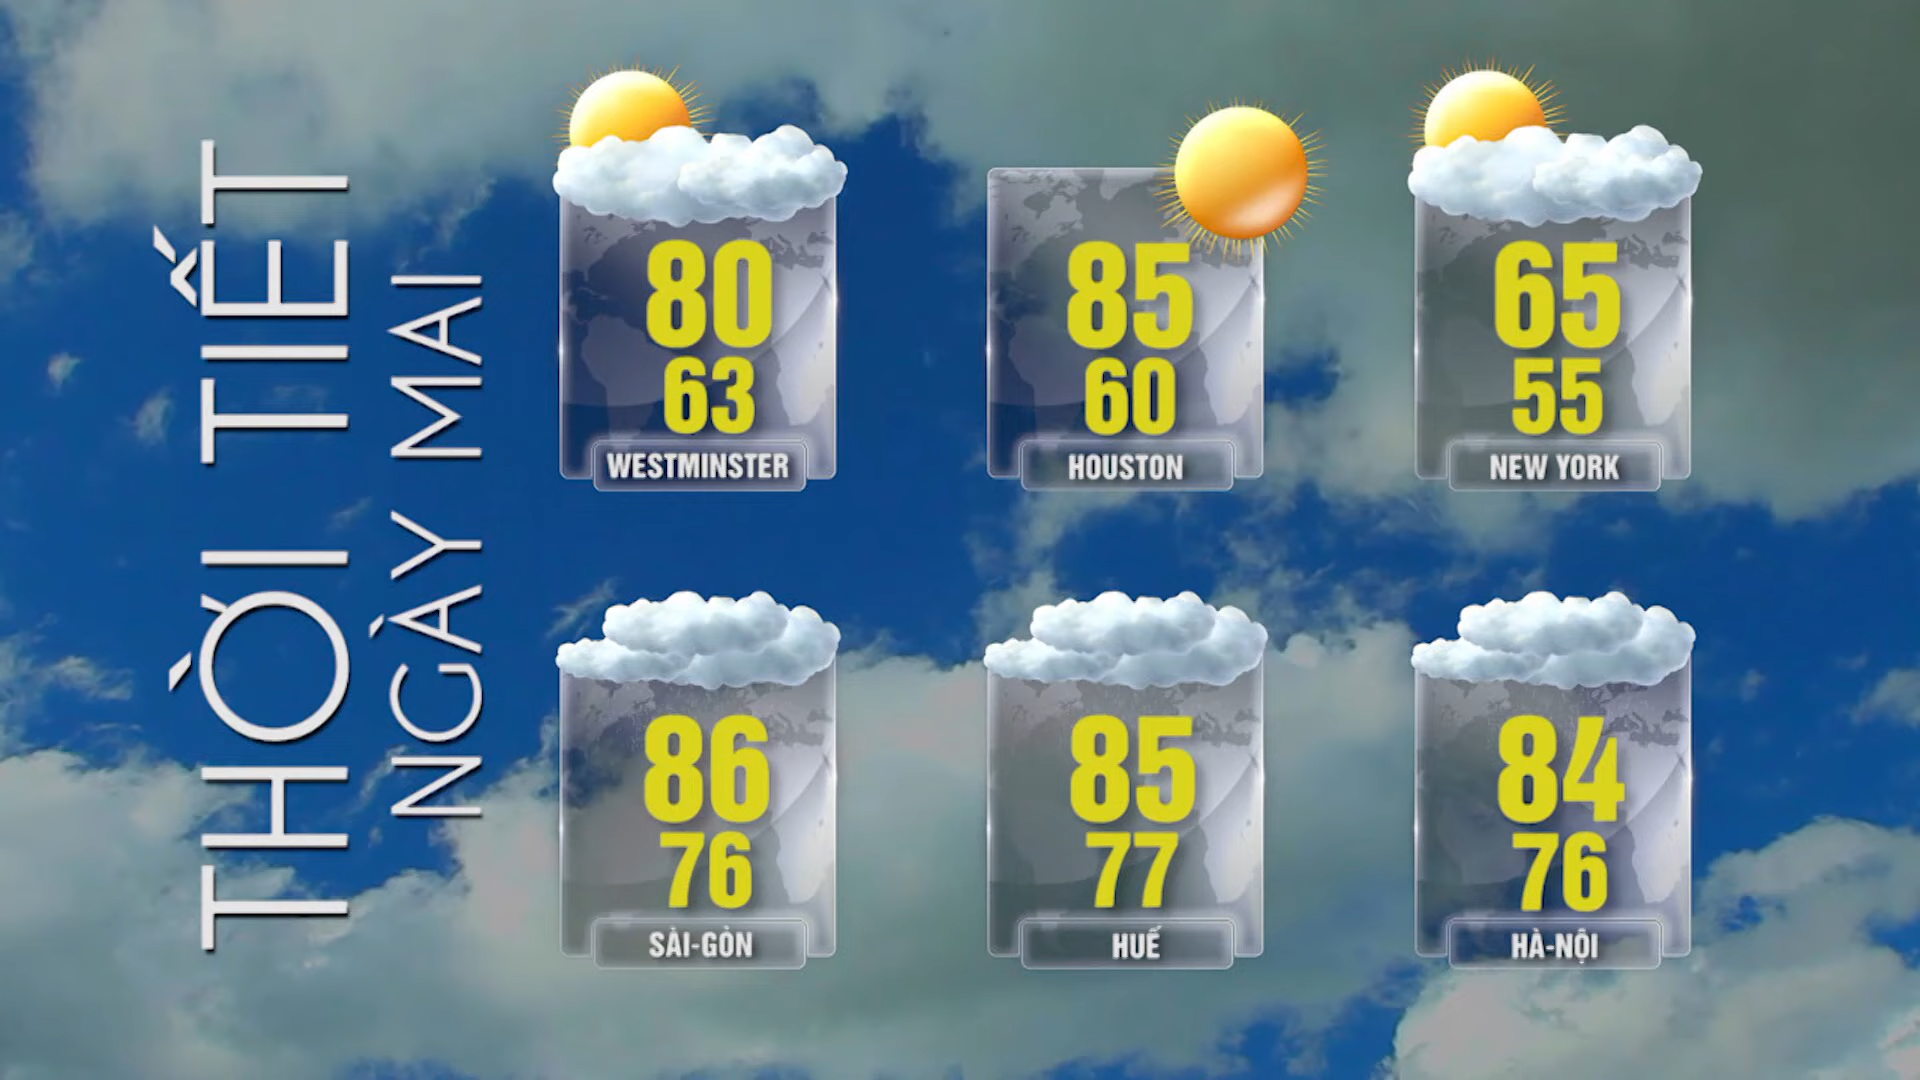 THỜI TIẾT
NGÀY MAI
80
63
WESTMINSTER
85
60
HOUSTON
65
55
NEW YORK
86
76
SÀI-GÒN
85
77
HUẾ
84
76
HÀ-NỘI